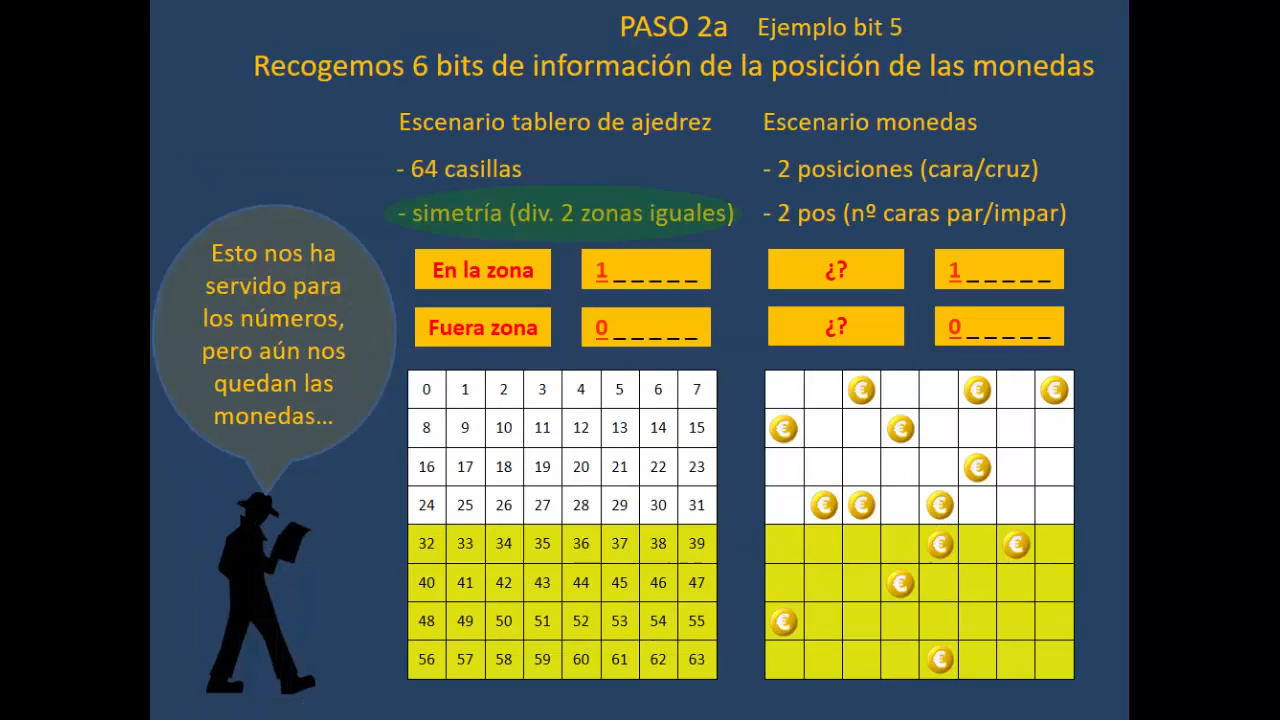 PASO 2a Ejemplo bit 5
Recogemos 6 bits de información de la posición de las monedas
Escenario tablero de ajedrez
- 64 casillas
- simetría (div. 2 zonas iguales)
Escenario monedas
- 2 posiciones (cara/cruz)
- 2 pos (nº caras par/impar)
Esto nos ha
servido para
los números,
pero aún nos
quedan las
monedas...
En la zona 1 _ _ _ _ _
Fuera zona 0 _ _ _ _ _
¿? 1 _ _ _ _ _
¿? 0 _ _ _ _ _
0 1 2 3 4 5 6 7
8 9 10 11 12 13 14 15
16 17 18 19 20 21 22 23
24 25 26 27 28 29 30 31
32 33 34 35 36 37 38 39
40 41 42 43 44 45 46 47
48 49 50 51 52 53 54 55
56 57 58 59 60 61 62 63
€ € €
€ €
€
€ € €
€ €
€
€
€